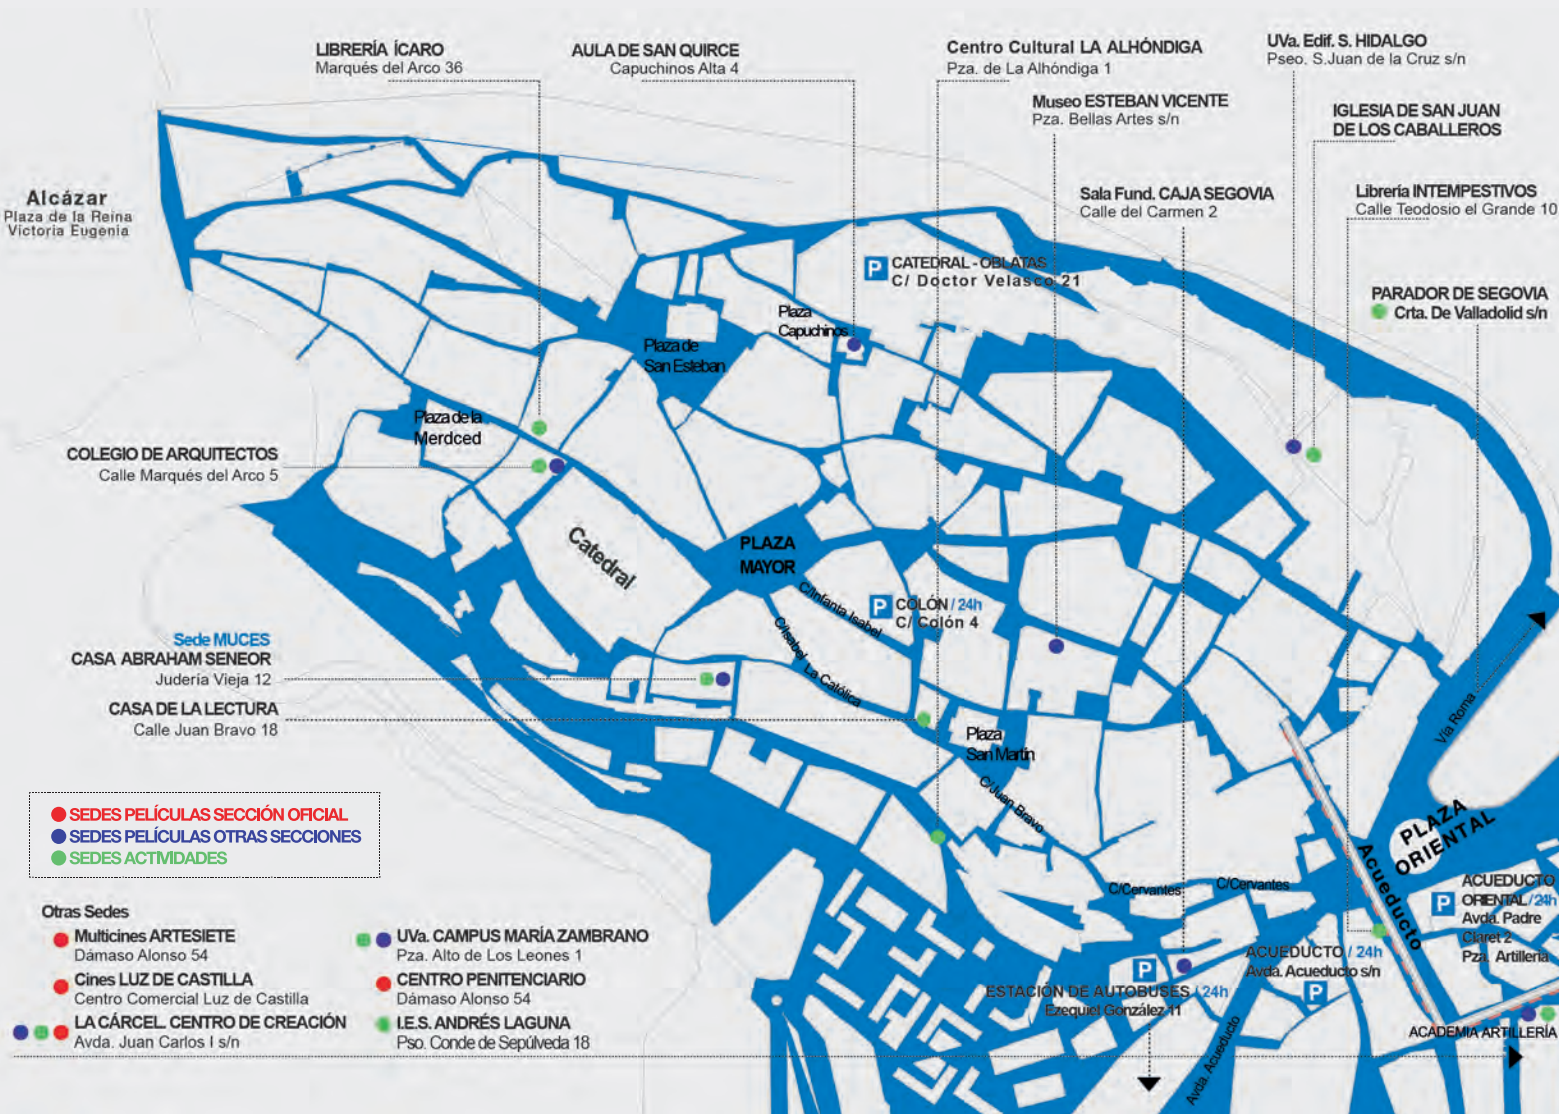 LIBRERÍA ÍCARO
Marqués del Arco 36
AULA DE SAN QUIRCE
Capuchinos Alta 4
Centro Cultural LA ALHÓNDIGA
Pza. de La Alhóndiga 1
UVa. Edif. S. HIDALGO
Pseo. S.Juan de la Cruz s/n
Museo ESTEBAN VICENTE
Pza. Bellas Artes s/n
IGLESIA DE SAN JUAN
DE LOS CABALLEROS
Alcázar
Plaza de la Reina
Victoria Eugenia
Sala Fund. CAJA SEGOVIA
Calle del Carmen 2
Librería INTEMPESTIVOS
Calle Teodosio el Grande 10
P CATEDRAL - OBLATAS
C/ Doctor Velasco 21
PARADOR DE SEGOVIA
Crta. De Valladolid s/n
Plaza
Capuchinos
Plaza de
San Esteban
Plaza de la
Merdced
COLEGIO DE ARQUITECTOS
Calle Marqués del Arco 5
Catedral
PLAZA
MAYOR
C/Infanta Isabel
P COLÓN / 24h
C/ Colón 4
C/Isabel La Católica
Sede MUCES
CASA ABRAHAM SENEOR
Judería Vieja 12
CASA DE LA LECTURA
Calle Juan Bravo 18
Plaza
San Martín
Vía Roma
C/Juan Bravo
SEDES PELÍCULAS SECCIÓN OFICIAL
SEDES PELÍCULAS OTRAS SECCIONES
SEDES ACTIVIDADES
PLAZA
ORIENTAL
Acueducto
C/Cervantes
C/Cervantes
P ACUEDUCTO
ORIENTAL / 24h
Avda. Padre
Claret 2
Pza. Artillería
Otras Sedes
Multicines ARTESIETE
Dámaso Alonso 54
Cines LUZ DE CASTILLA
Centro Comercial Luz de Castilla
LA CÁRCEL. CENTRO DE CREACIÓN
Avda. Juan Carlos I s/n
UVa. CAMPUS MARÍA ZAMBRANO
Pza. Alto de Los Leones 1
CENTRO PENITENCIARIO
Dámaso Alonso 54
I.E.S. ANDRÉS LAGUNA
Pso. Conde de Sepúlveda 18
ACUEDUCTO / 24h
Avda. Acueducto s/n
P
P
ESTACIÓN DE AUTOBUSES / 24h
Ezequiel González 11
Avda. Acueducto
ACADEMIA ARTILLERÍA